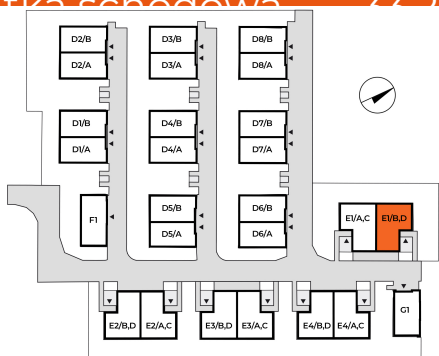 D2/B D3/B D8/B
D2/A D3/A D8/A
D1/B D4/B D7/B
D1/A D4/A D7/A
F1 D5/B D6/B
D5/A D6/A
E1/A,C E1/B,D
E2/B,D E2/A,C E3/B,D E3/A,C E4/B,D E4/A,C
G1